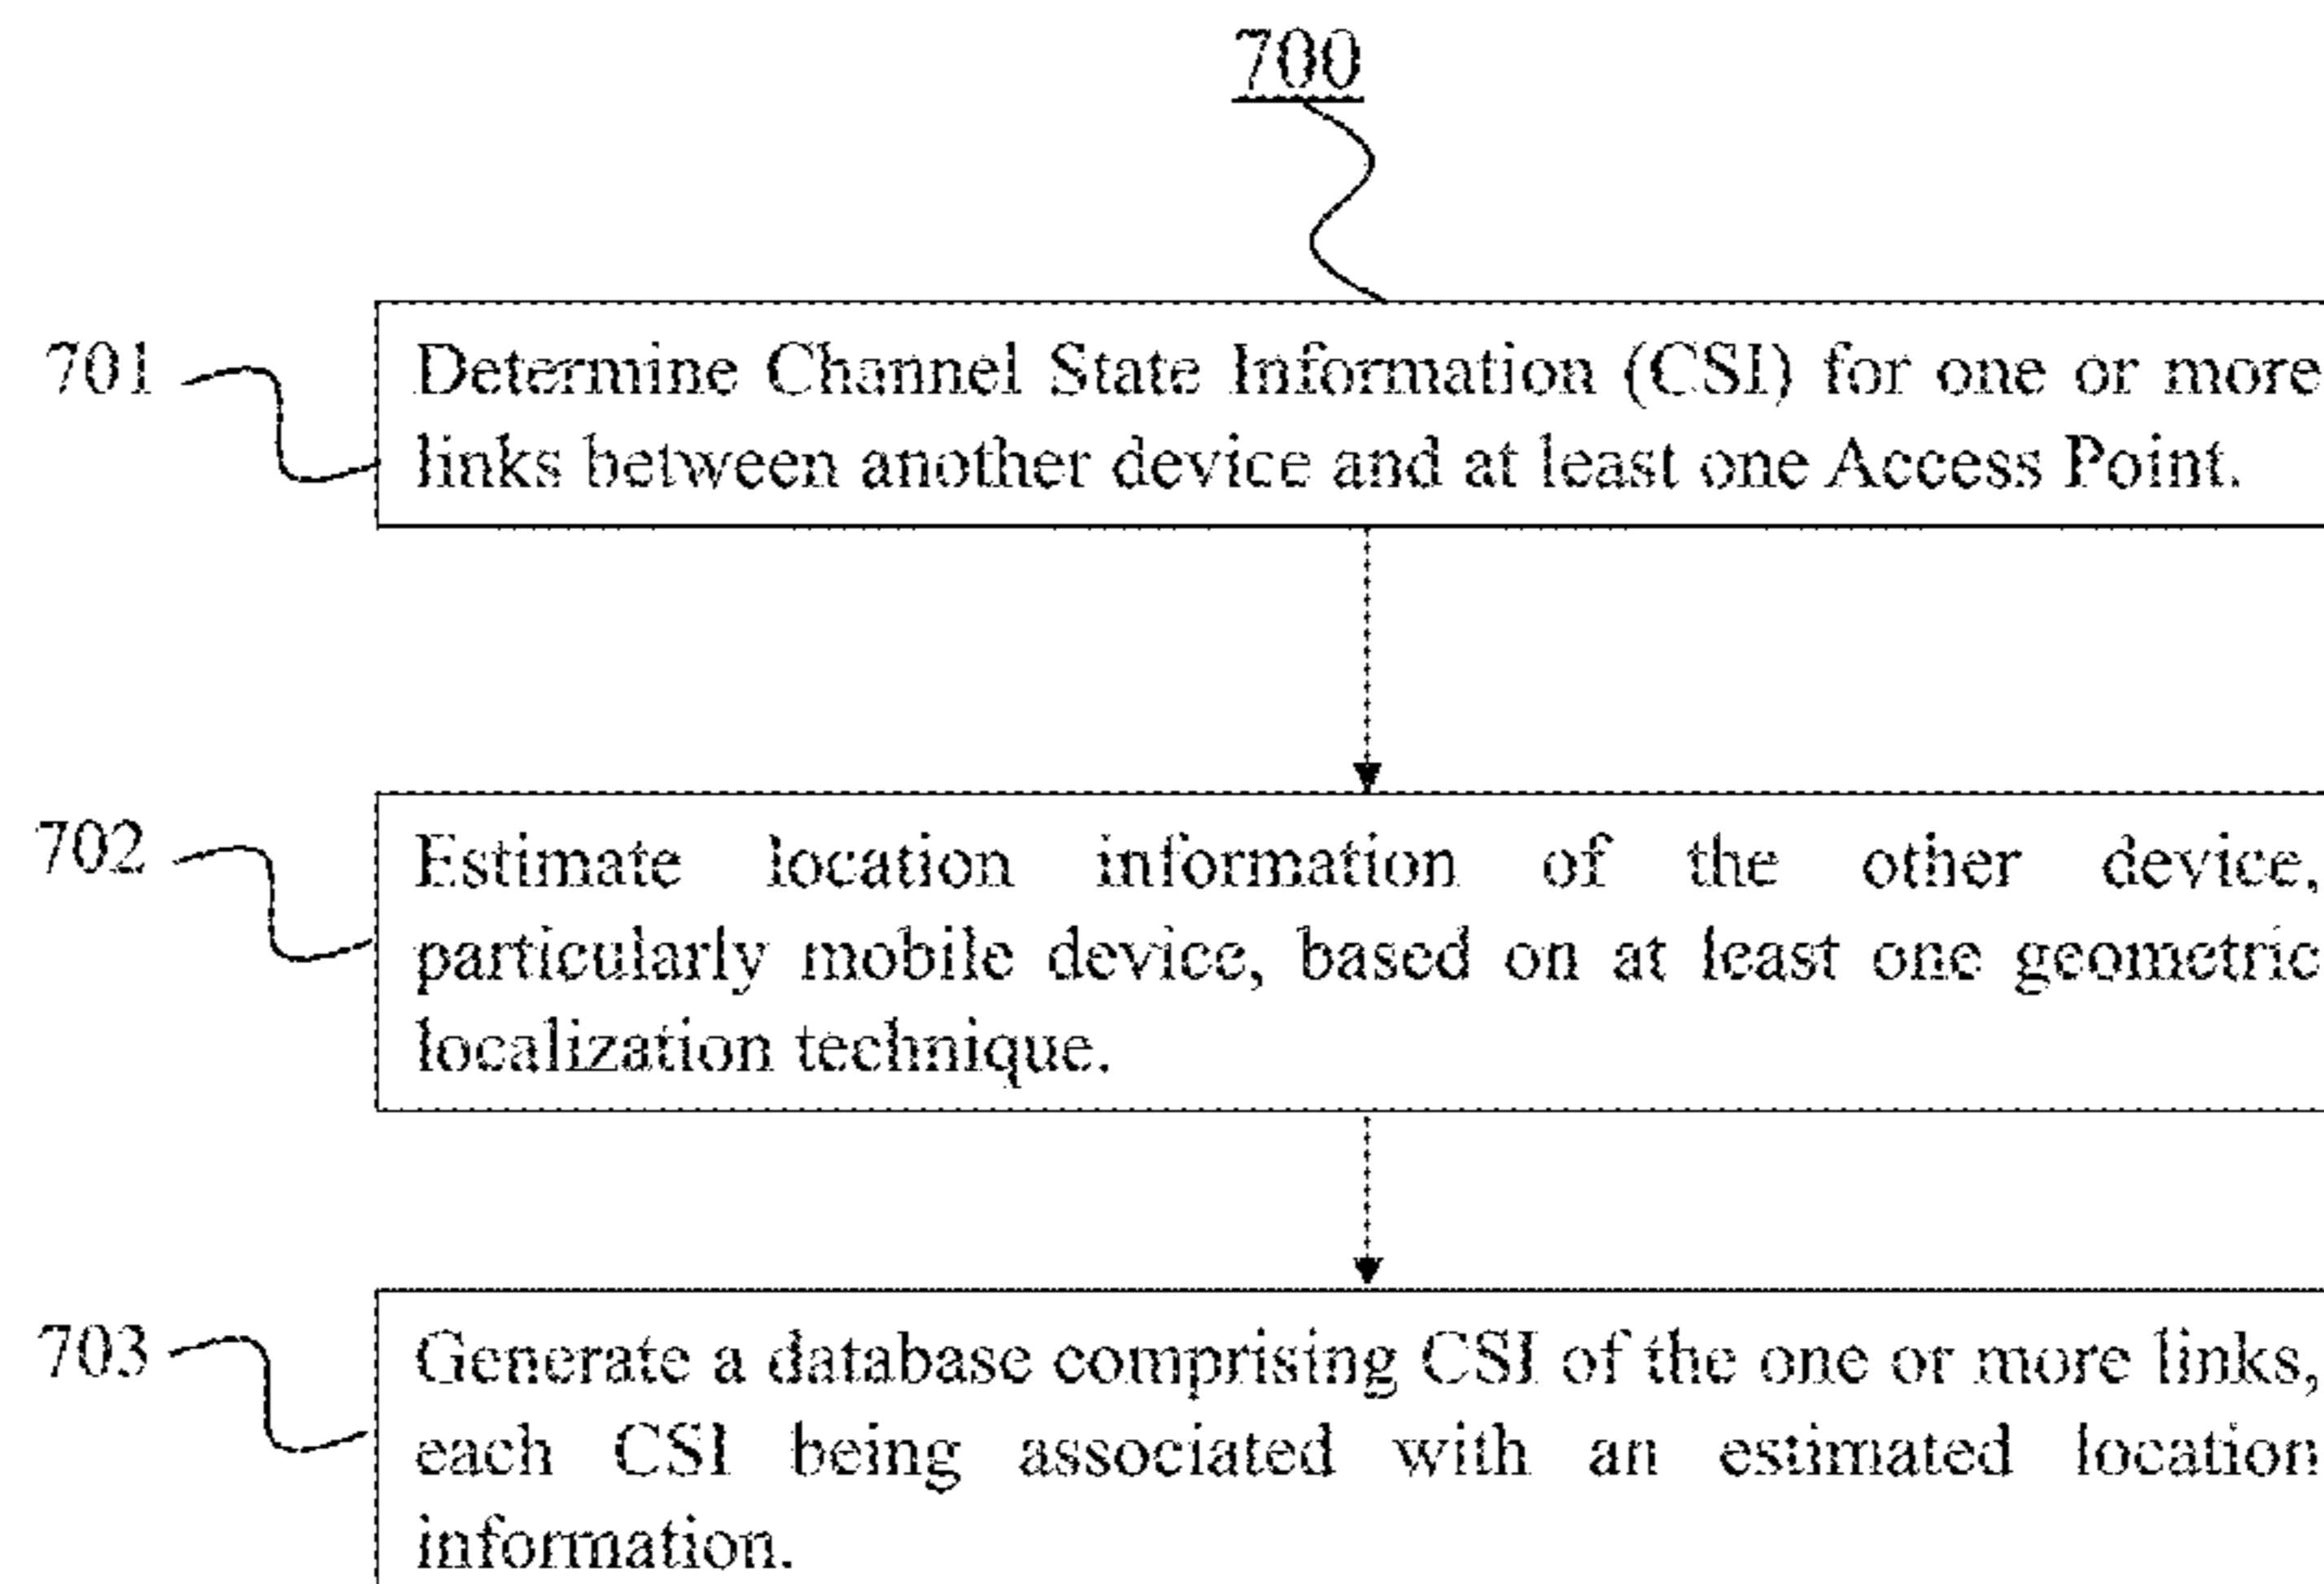 700
701
Determine Channel State Information (CSI) for one or more
links between another device and at least one Access Point.
702
Estimate location information of the other device,
particularly mobile device, based on at least one geometric
localization technique.
703
Generate a database comprising CSI of the one or more links,
each CSI being associated with an estimated location
information.